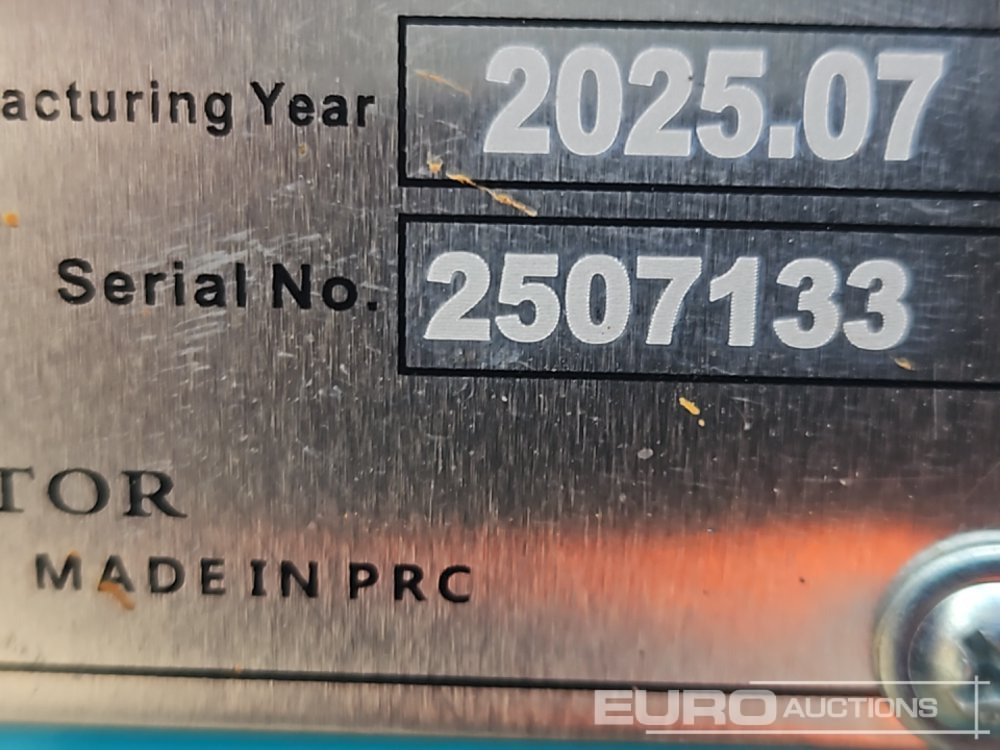 acturing Year 2025.07
Serial No. 2507133
TOR
MADE IN PRC
EURO AUCTIONS